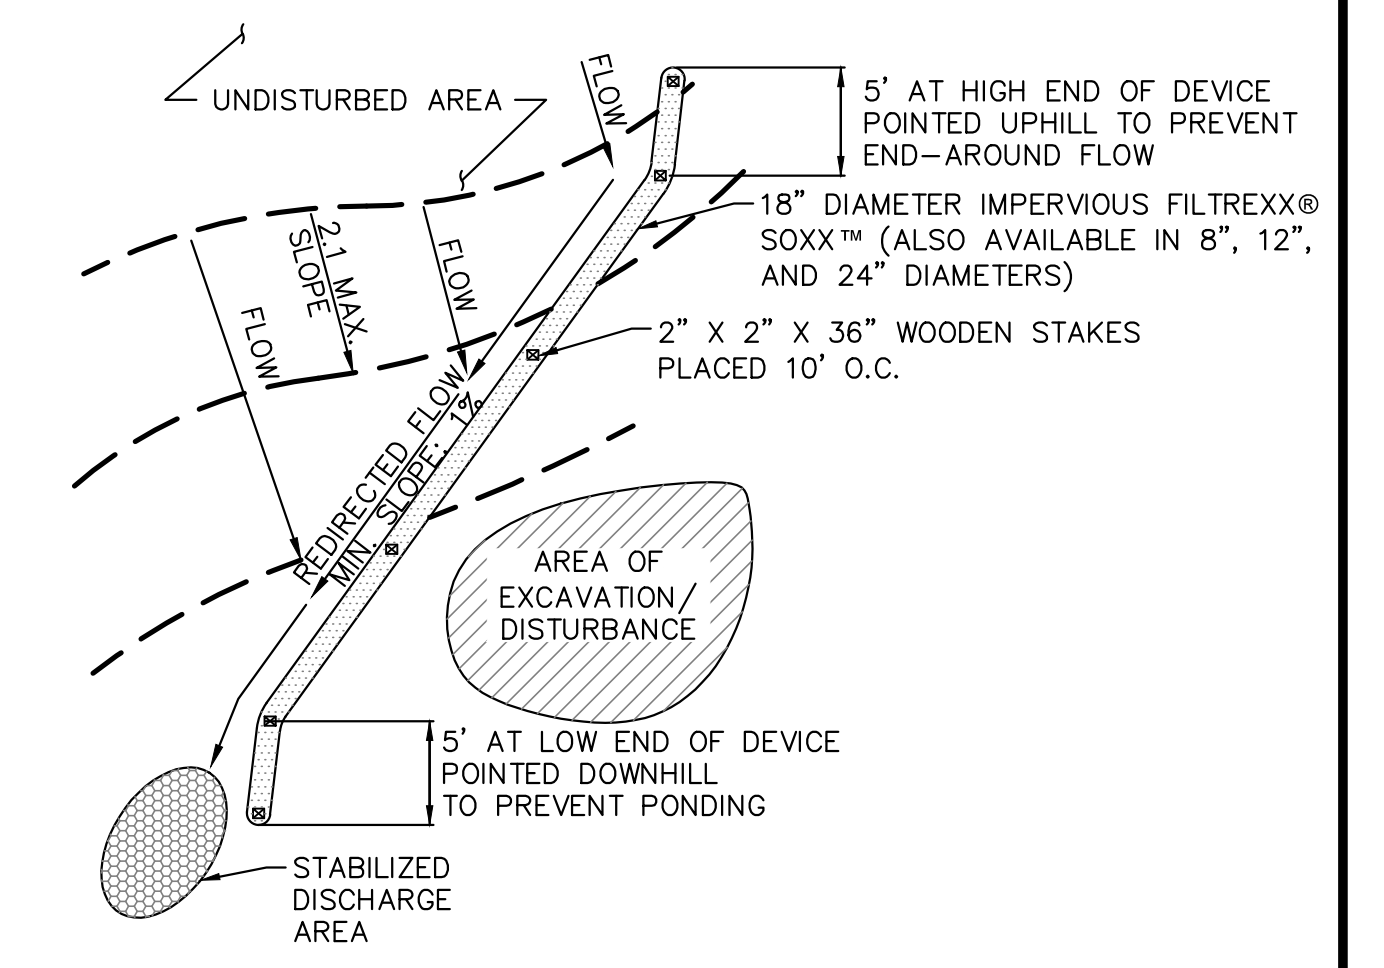 UNDISTURBED AREA
FLOW
5' AT HIGH END OF DEVICE
POINTED UPHILL TO PREVENT
END–AROUND FLOW
18" DIAMETER IMPERVIOUS FILTREXX®
SOXX™ (ALSO AVAILABLE IN 8", 12",
AND 24" DIAMETERS)
2.1 MAX.
SLOPE
FLOW
FLOW
2" X 2" X 36" WOODEN STAKES
PLACED 10' O.C.
REDIRECTED FLOW
MIN. SLOPE: 1%
AREA OF
EXCAVATION/
DISTURBANCE
5' AT LOW END OF DEVICE
POINTED DOWNHILL
TO PREVENT PONDING
STABILIZED
DISCHARGE
AREA